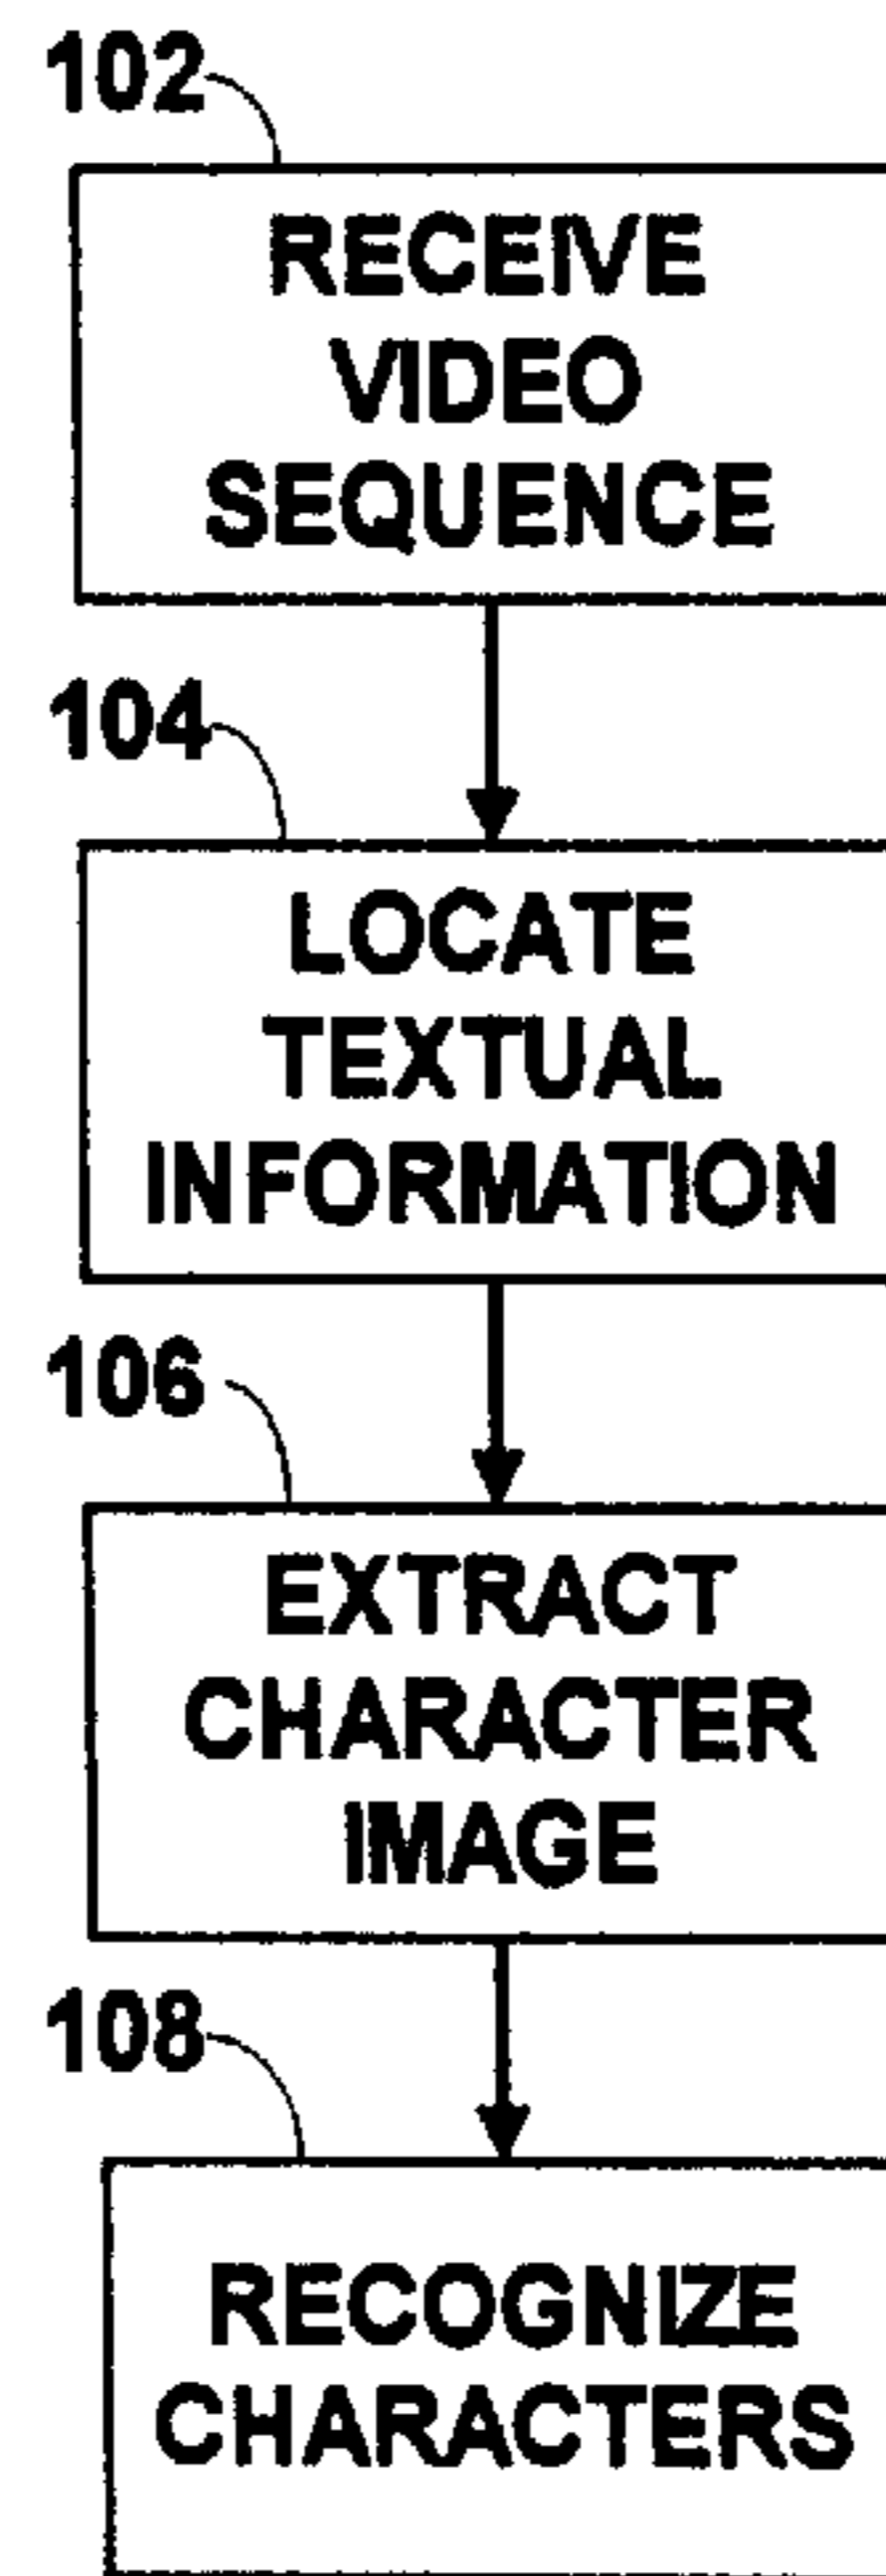 102
RECEIVE
VIDEO
SEQUENCE
104
LOCATE
TEXTUAL
INFORMATION
106
EXTRACT
CHARACTER
IMAGE
108
RECOGNIZE
CHARACTERS